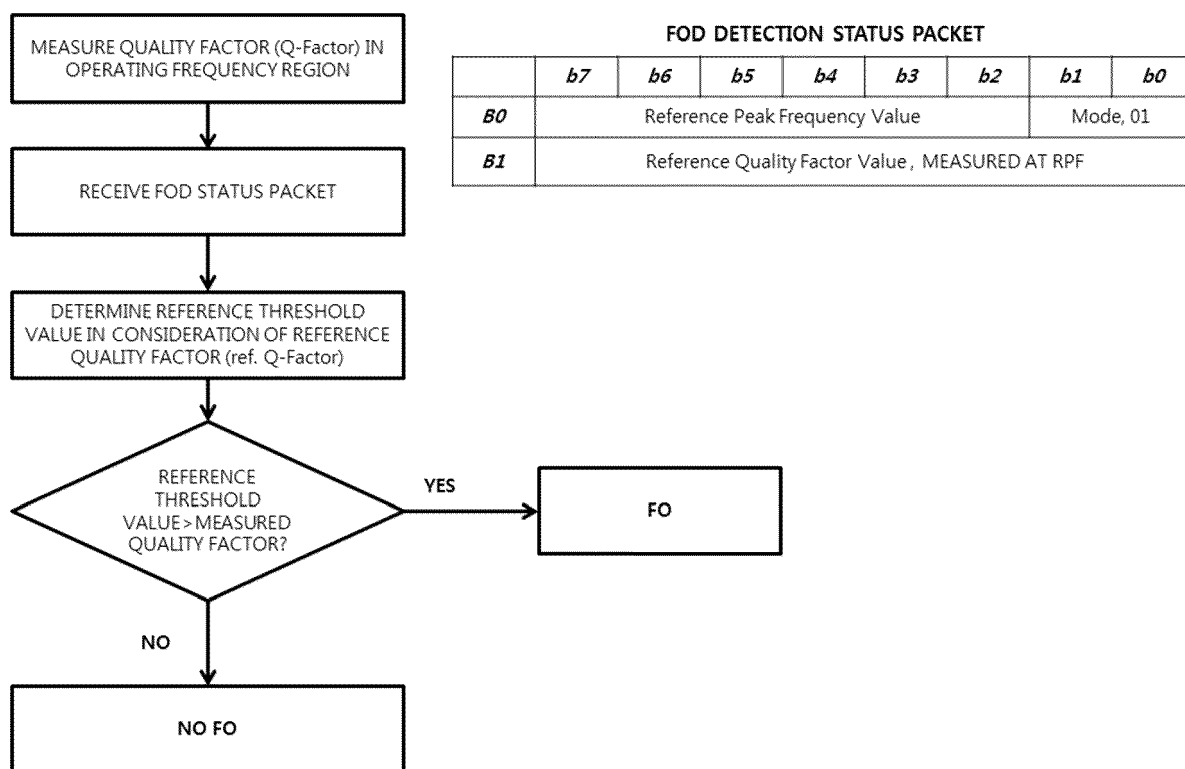 MEASURE QUALITY FACTOR (Q-Factor) IN
OPERATING FREQUENCY REGION
RECEIVE FOD STATUS PACKET
DETERMINE REFERENCE THRESHOLD
VALUE IN CONSIDERATION OF REFERENCE
QUALITY FACTOR (ref. Q-Factor)
REFERENCE
THRESHOLD
VALUE>MEASURED
QUALITY FACTOR?
YES
FO
NO
NO FO
FOD DETECTION STATUS PACKET
b7 b6 b5 b4 b3 b2 b1 b0
B0 Reference Peak Frequency Value Mode, 01
B1 Reference Quality Factor Value, MEASURED AT RPF